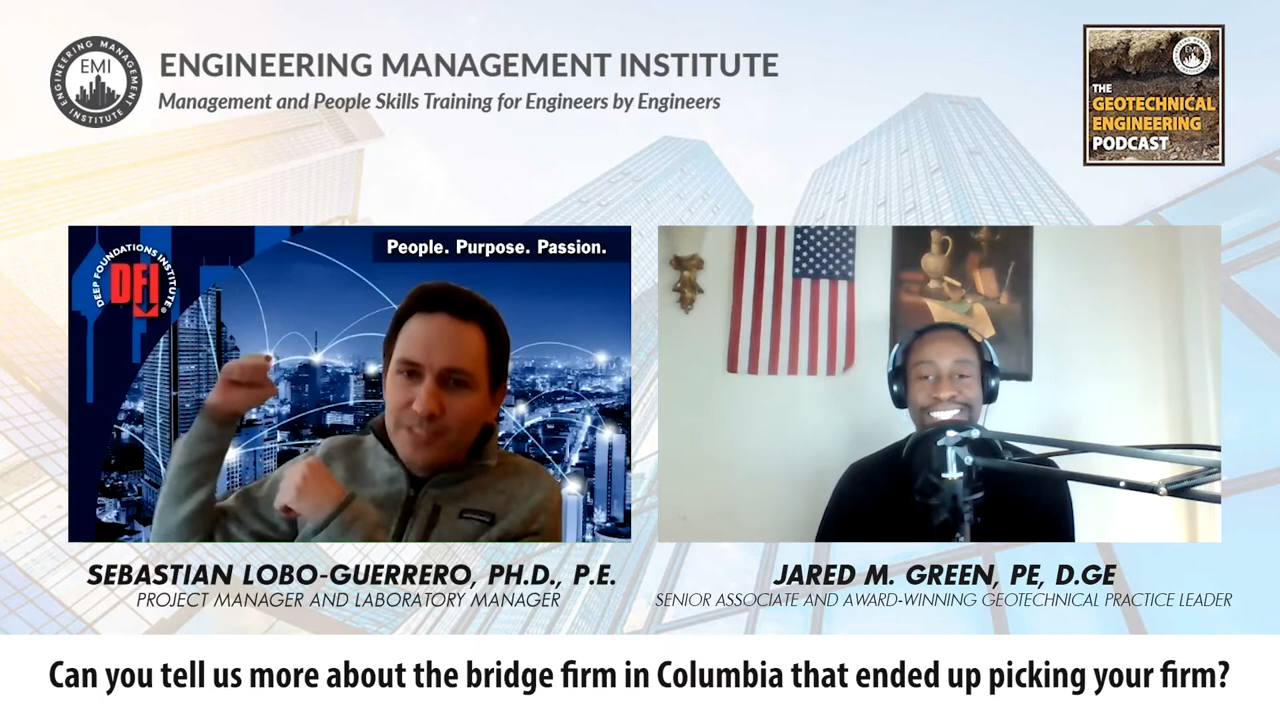 ENGINEERING MANAGEMENT INSTITUTE
Management and People Skills Training for Engineers by Engineers
ENGINEERING MANAGEMENT INSTITUTE
EMI
EMI
THE
GEOTECHNICAL
ENGINEERING
PODCAST
DEEP FOUNDATIONS INSTITUTE
DFI
®
People. Purpose. Passion.
SEBASTIAN LOBO-GUERRERO, PH.D., P.E.
PROJECT MANAGER AND LABORATORY MANAGER
JARED M. GREEN, PE, D.GE
SENIOR ASSOCIATE AND AWARD-WINNING GEOTECHNICAL PRACTICE LEADER
Can you tell us more about the bridge firm in Columbia that ended up picking your firm?